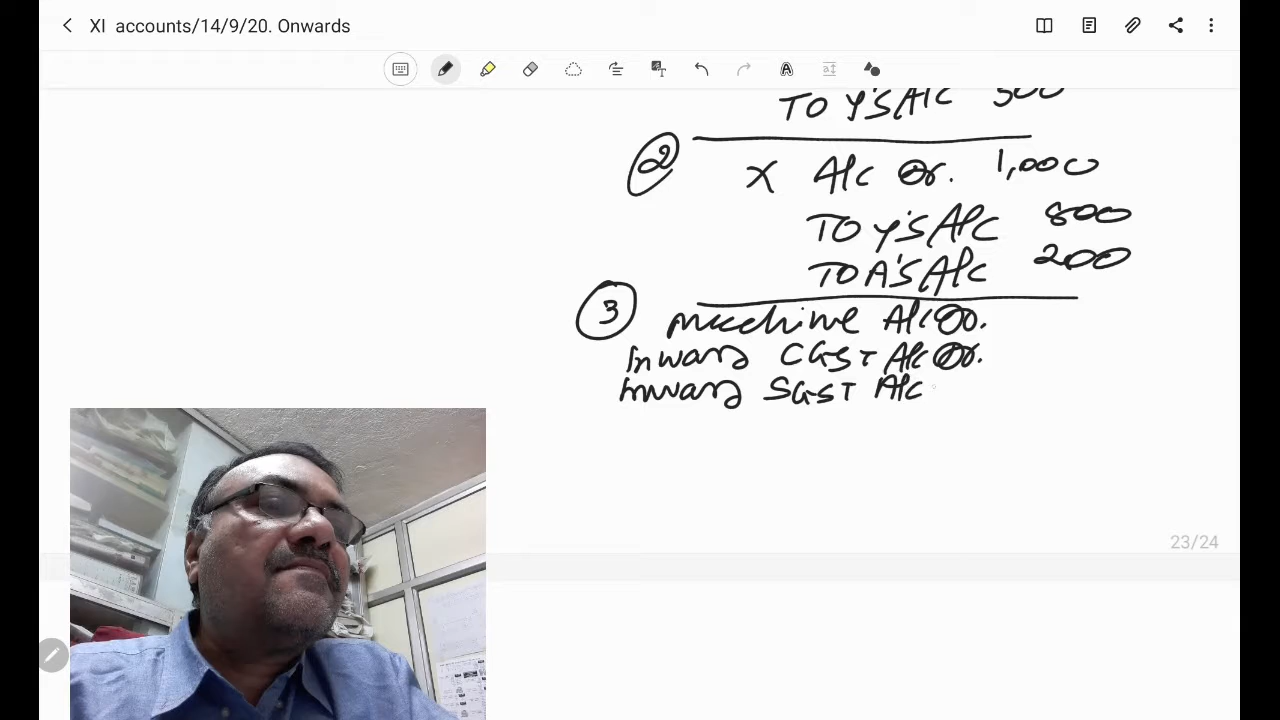 XI accounts/14/9/20. Onwards
TO Y'S A/c 500
2 X A/c Dr. 1,000
TO Y'S A/c 800
TO A'S A/c 200
3 machine A/c Dr.
Inward CGST A/c Dr.
Inward SGST A/c
23/24